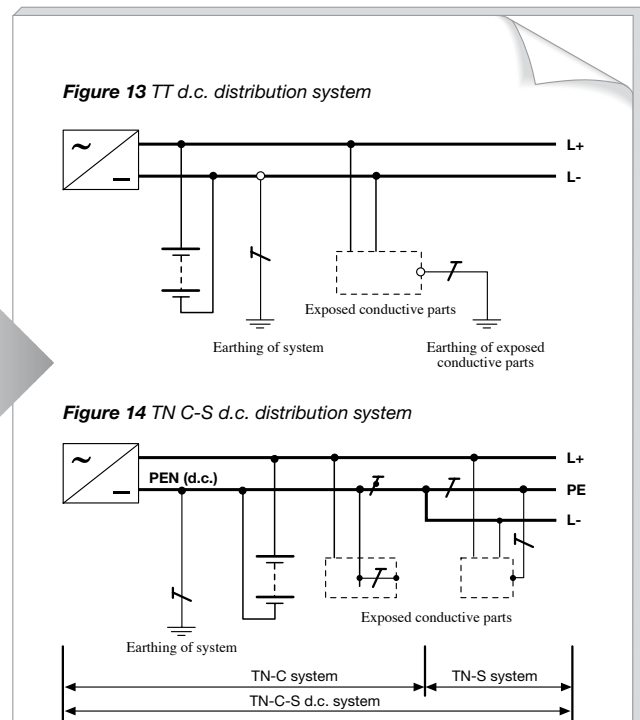 Figure 13 TT d.c. distribution system
L+
L-
Exposed conductive parts
Earthing of system
Earthing of exposed
conductive parts
Figure 14 TN C-S d.c. distribution system
L+
PEN (d.c.)
PE
L-
Exposed conductive parts
Earthing of system
TN-C system
TN-S system
TN-C-S d.c. system